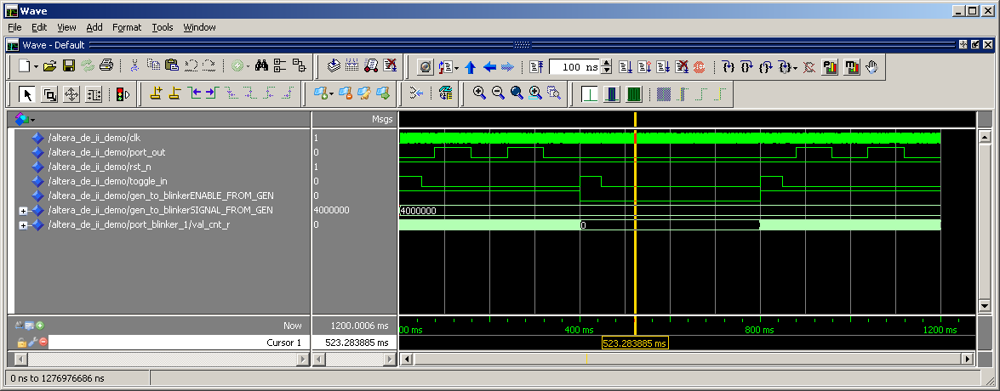 Wave
File Edit View Add Format Tools Window
Wave - Default
100 ns
Msgs
/altera_de_ii_demo/clk 1
/altera_de_ii_demo/port_out 0
/altera_de_ii_demo/rst_n 1
/altera_de_ii_demo/toggle_in 0
/altera_de_ii_demo/gen_to_blinkerENABLE_FROM_GEN 0
/altera_de_ii_demo/gen_to_blinkerSIGNAL_FROM_GEN 4000000 4000000
/altera_de_ii_demo/port_blinker_1/val_cnt_r 0 0
Now 1200.0006 ms 00 ms 400 ms 800 ms 1200 ms
Cursor 1 523.283885 ms 523.283885 ms
0 ns to 1276976686 ns